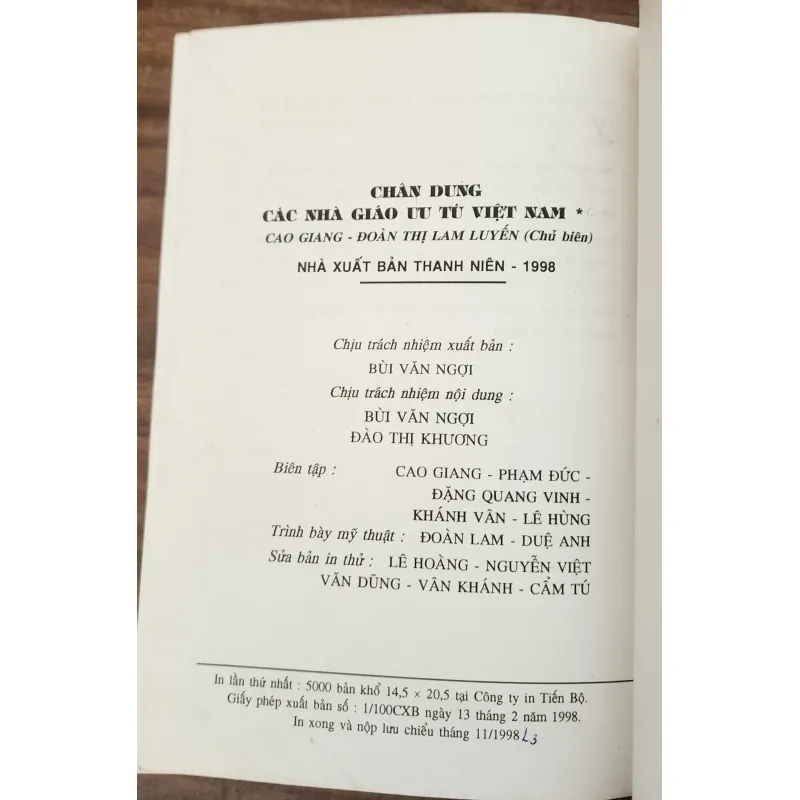 CHÂN DUNG
CÁC NHÀ GIÁO ƯU TÚ VIỆT NAM *
CAO GIANG - ĐOÀN THỊ LAM LUYẾN (Chủ biên)
NHÀ XUẤT BẢN THANH NIÊN - 1998
Chịu trách nhiệm xuất bản :
BÙI VĂN NGỢI
Chịu trách nhiệm nội dung :
BÙI VĂN NGỢI
ĐÀO THỊ KHƯƠNG
Biên tập : CAO GIANG - PHẠM ĐỨC -
ĐẶNG QUANG VINH -
KHÁNH VÂN - LÊ HÙNG
Trình bày mỹ thuật : ĐOÀN LAM - DUỆ ANH
Sửa bản in thử : LÊ HOÀNG - NGUYỄN VIỆT
VĂN DŨNG - VÂN KHÁNH - CẨM TÚ
In lần thứ nhất : 5000 bản khổ 14,5 × 20,5 tại Công ty in Tiến Bộ.
Giấy phép xuất bản số : 1/100CXB ngày 13 tháng 2 năm 1998.
In xong và nộp lưu chiểu tháng 11/1998 L3